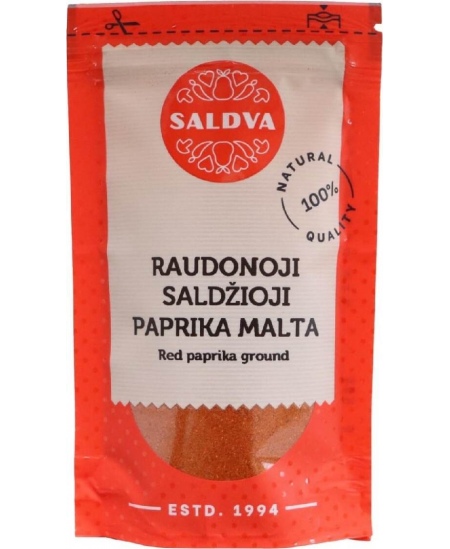 SALDVA
NATURAL
100%
QUALITY
RAUDONOJI
SALDŽIOJI
PAPRIKA MALTA
Red paprika ground
ESTD. 1994